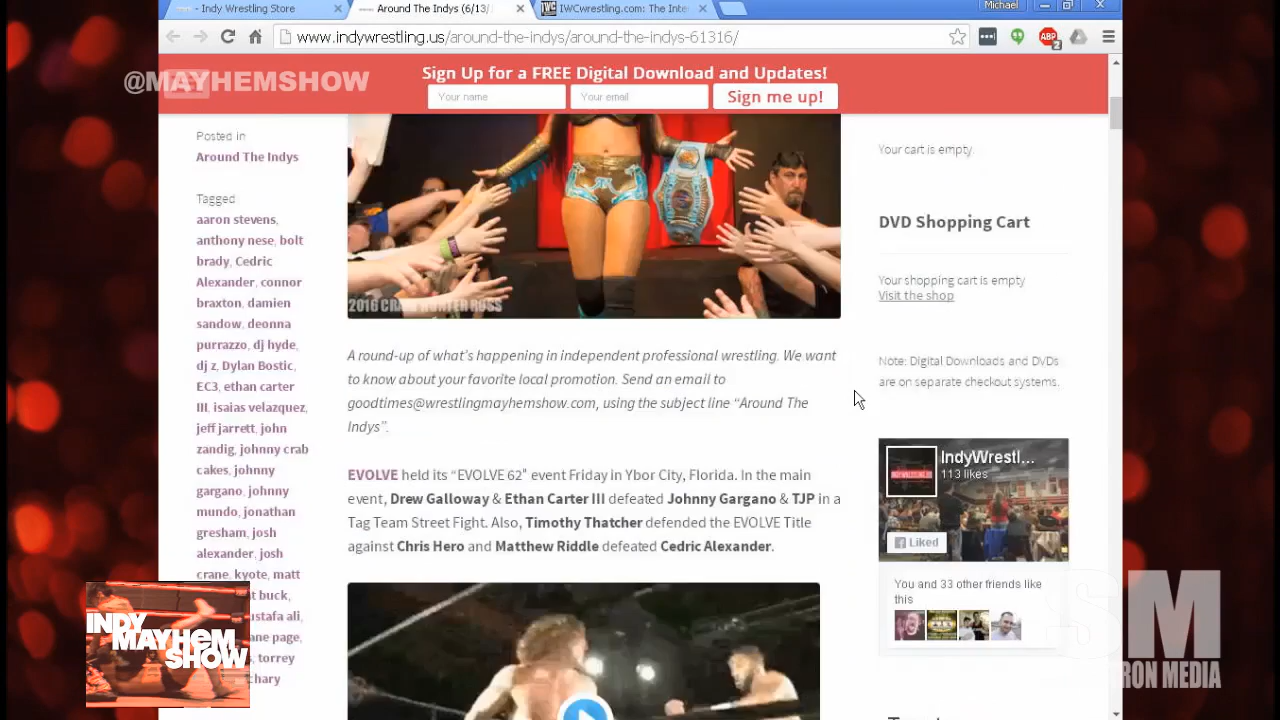 - Indy Wrestling Store
Around The Indys (6/13/
IWCwrestling.com: The Inte
Michael
www.indywrestling.us/around-the-indys/around-the-indys-61316/
ABP
2
@MAYHEMSHOW
Sign Up for a FREE Digital Download and Updates!
Your name
Your email
Sign me up!
Posted in
Around The Indys
Tagged
aaron stevens,
anthony nese, bolt
brady, Cedric
Alexander, connor
braxton, damien
sandow, deonna
purrazzo, dj hyde,
dj z, Dylan Bostic,
EC3, ethan carter
III, isaias velazquez,
jeff jarrett, john
zandig, johnny crab
cakes, johnny
gargano, johnny
mundo, jonathan
gresham, josh
alexander, josh
crane, kyote, matt
buck,
ustafa ali,
ane page,
torrey
chary
INDY
MAYHEM
SHOW
2016 CRAIG HUNTER ROSS
A round-up of what's happening in independent professional wrestling. We want
to know about your favorite local promotion. Send an email to
goodtimes@wrestlingmayhemshow.com, using the subject line “Around The
Indys”.
EVOLVE held its “EVOLVE 62” event Friday in Ybor City, Florida. In the main
event, Drew Galloway & Ethan Carter III defeated Johnny Gargano & TJP in a
Tag Team Street Fight. Also, Timothy Thatcher defended the EVOLVE Title
against Chris Hero and Matthew Riddle defeated Cedric Alexander.
Your cart is empty.
DVD Shopping Cart
Your shopping cart is empty
Visit the shop
Note: Digital Downloads and DVDs
are on separate checkout systems.
IndyWrestl...
113 likes
Liked
You and 33 other friends like
this
SM
TRON MEDIA